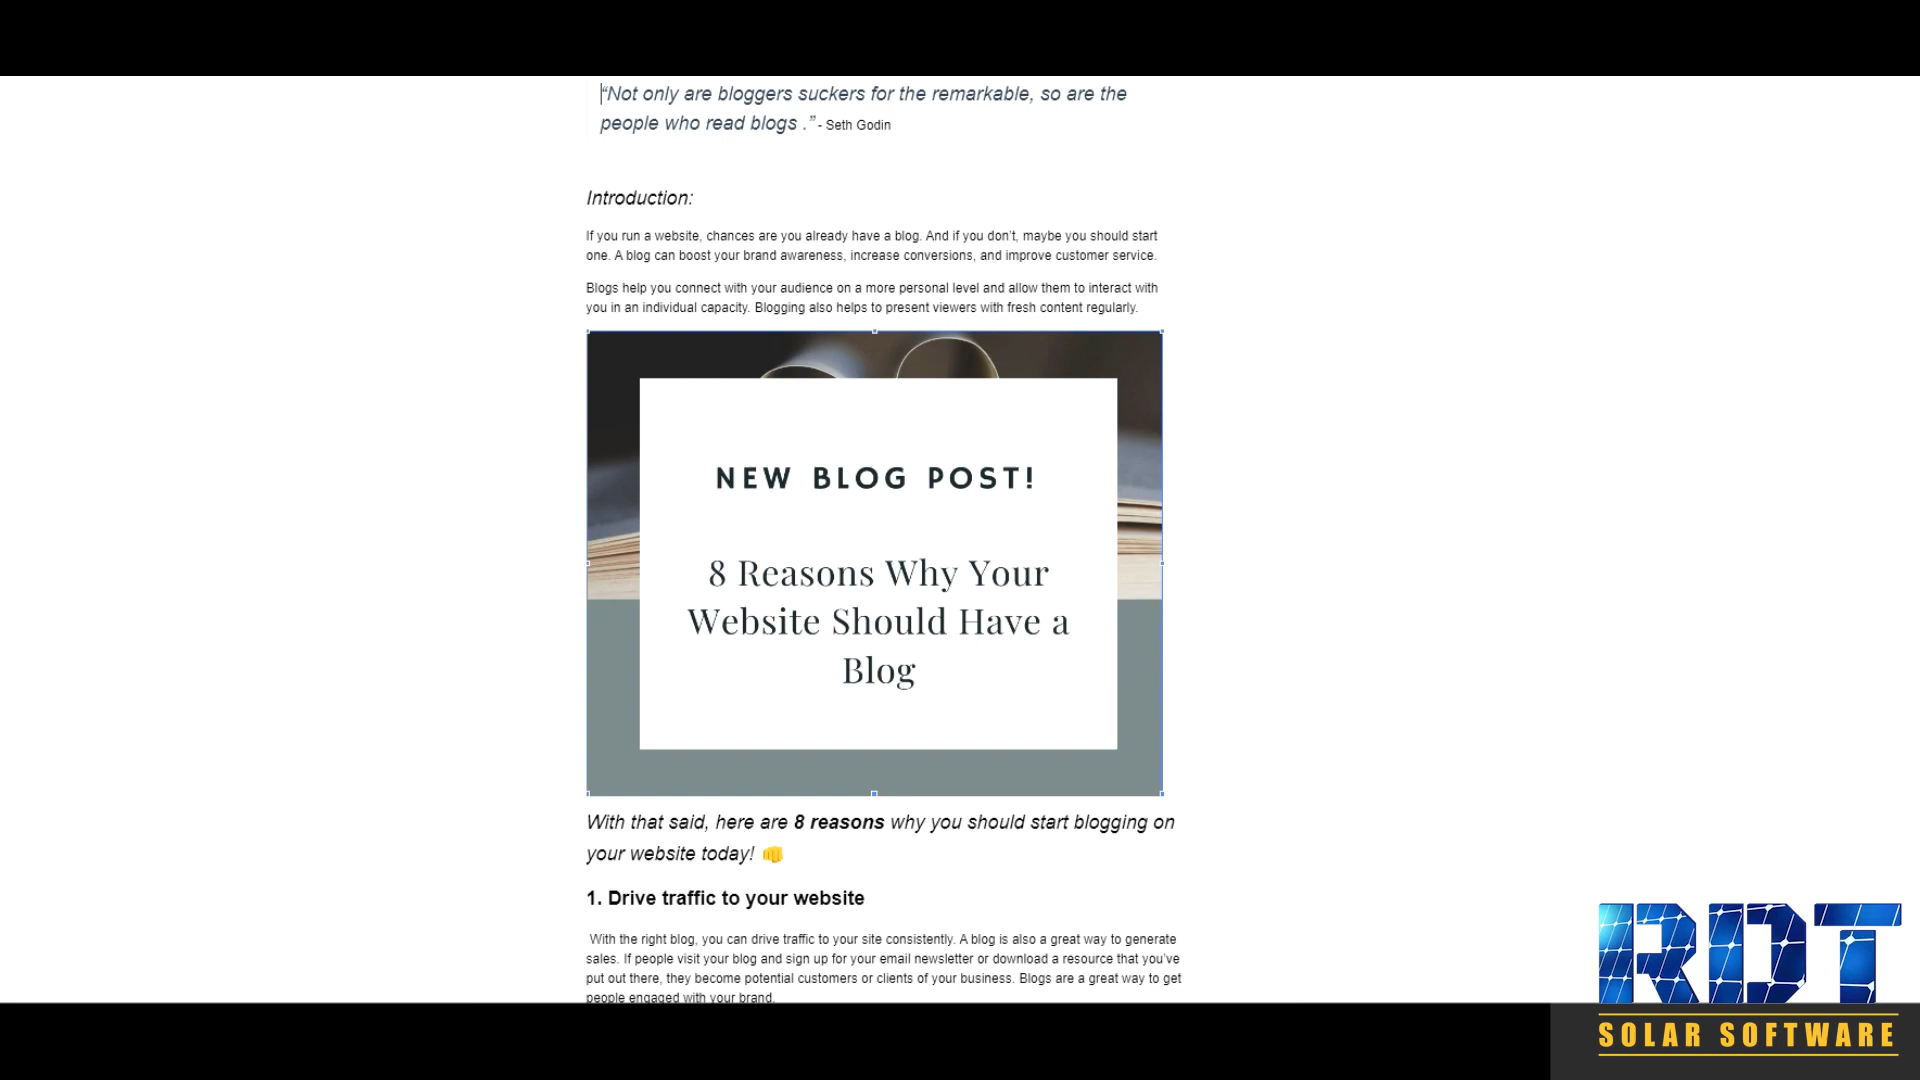 “Not only are bloggers suckers for the remarkable, so are the
people who read blogs .” - Seth Godin
Introduction:
If you run a website, chances are you already have a blog. And if you don’t, maybe you should start
one. A blog can boost your brand awareness, increase conversions, and improve customer service.
Blogs help you connect with your audience on a more personal level and allow them to interact with
you in an individual capacity. Blogging also helps to present viewers with fresh content regularly.
NEW BLOG POST!
8 Reasons Why Your
Website Should Have a
Blog
With that said, here are 8 reasons why you should start blogging on
your website today! 👊
1. Drive traffic to your website
With the right blog, you can drive traffic to your site consistently. A blog is also a great way to generate
sales. If people visit your blog and sign up for your email newsletter or download a resource that you’ve
put out there, they become potential customers or clients of your business. Blogs are a great way to get
people engaged with your brand.
RDT
SOLAR SOFTWARE